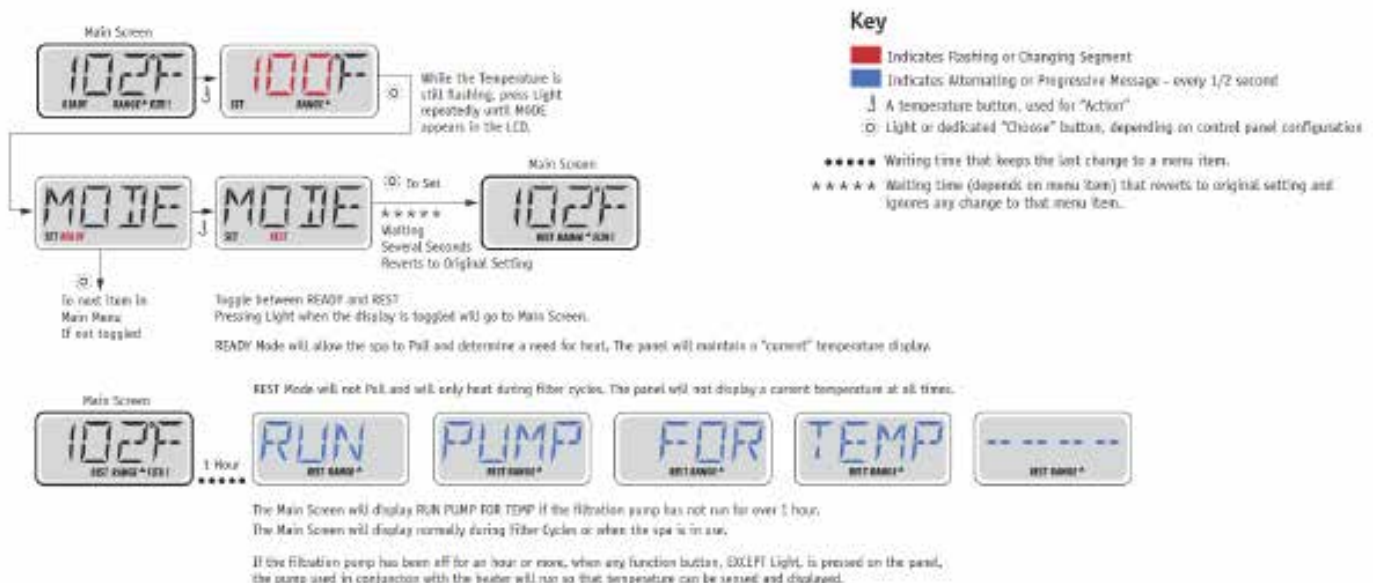 Main Screen
102F
READY RANGE FLTR1
100F
SET RANGE
While the Temperature is
still flashing, press Light
repeatedly until MODE
appears in the LCD.
Key
Indicates Flashing or Changing Segment
Indicates Alternating or Progressive Message - every 1/2 second
A temperature button, used for "Action"
Light or dedicated "Choose" button, depending on control panel configuration
***** Waiting time that keeps the last change to a menu item.
***** Waiting time (depends on menu item) that reverts to original setting and
ignores any change to that menu item.
MODE
SET READY
MODE
SET REST
To Set
*****
Waiting
Several Seconds
Reverts to Original Setting
Main Screen
102F
REST RANGE FLTR1
To next item in
Main Menu
If not toggled
Toggle between READY and REST
Pressing Light when the display is toggled will go to Main Screen.
READY Mode will allow the spa to Poll and determine a need for heat, The panel will maintain a "current" temperature display.
REST Mode will not Poll and will only heat during filter cycles. The panel will not display a current temperature at all times.
Main Screen
102F
REST RANGE FLTR1
1 Hour
RUN
REST RANGE
PUMP
REST RANGE
FOR
REST RANGE
TEMP
REST RANGE
-- -- -- --
REST RANGE
The Main Screen will display RUN PUMP FOR TEMP if the filtration pump has not run for over 1 hour.
The Main Screen will display normally during Filter Cycles or when the spa is in use.
If the filtration pump has been off for an hour or more, when any function button, EXCEPT Light, is pressed on the panel,
the pump used in conjunction with the heater will run so that temperature can be sensed and displayed.